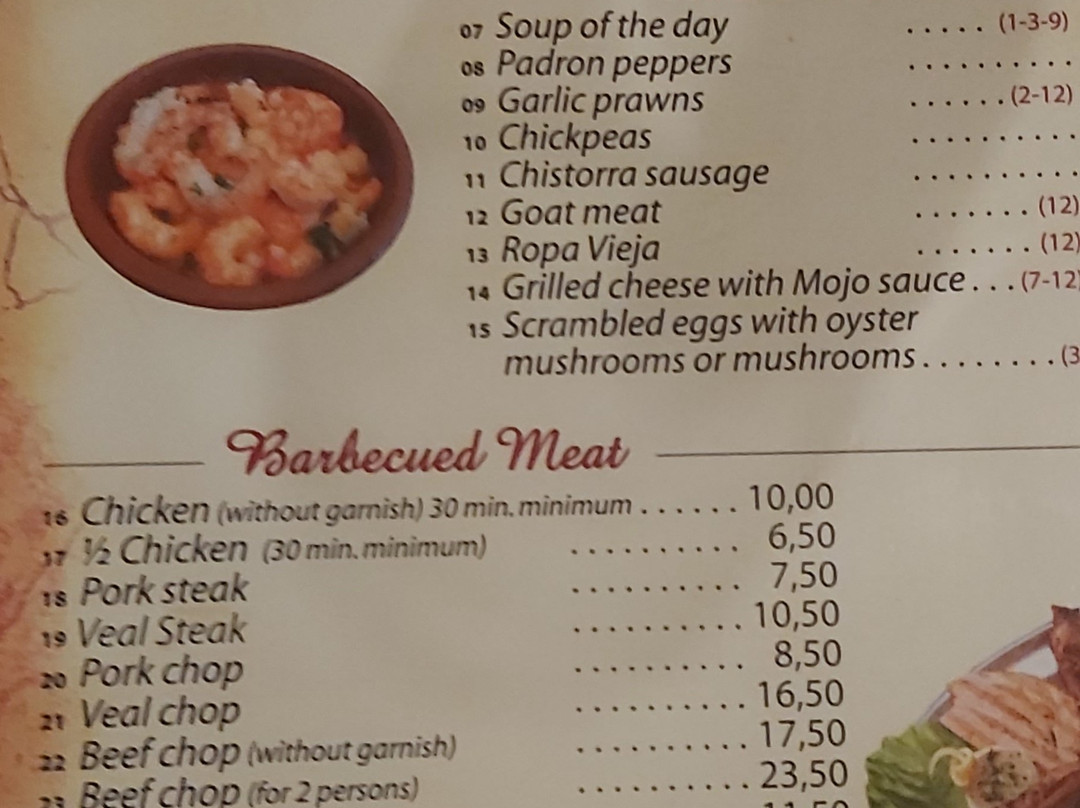 07 Soup of the day ..... (1-3-9)
08 Padron peppers ..........
09 Garlic prawns ......(2-12)
10 Chickpeas ..........
11 Chistorra sausage ..........
12 Goat meat ....... (12)
13 Ropa Vieja ....... (12)
14 Grilled cheese with Mojo sauce...(7-12)
15 Scrambled eggs with oyster
mushrooms or mushrooms........(3
Barbecued Meat
16 Chicken (without garnish) 30 min. minimum ...... 10,00
17 ½ Chicken (30 min. minimum) .......... 6,50
18 Pork steak .......... 7,50
19 Veal Steak .......... 10,50
20 Pork chop .......... 8,50
21 Veal chop .......... 16,50
22 Beef chop (without garnish) .......... 17,50
23 Beef chop (for 2 persons) .......... 23,50